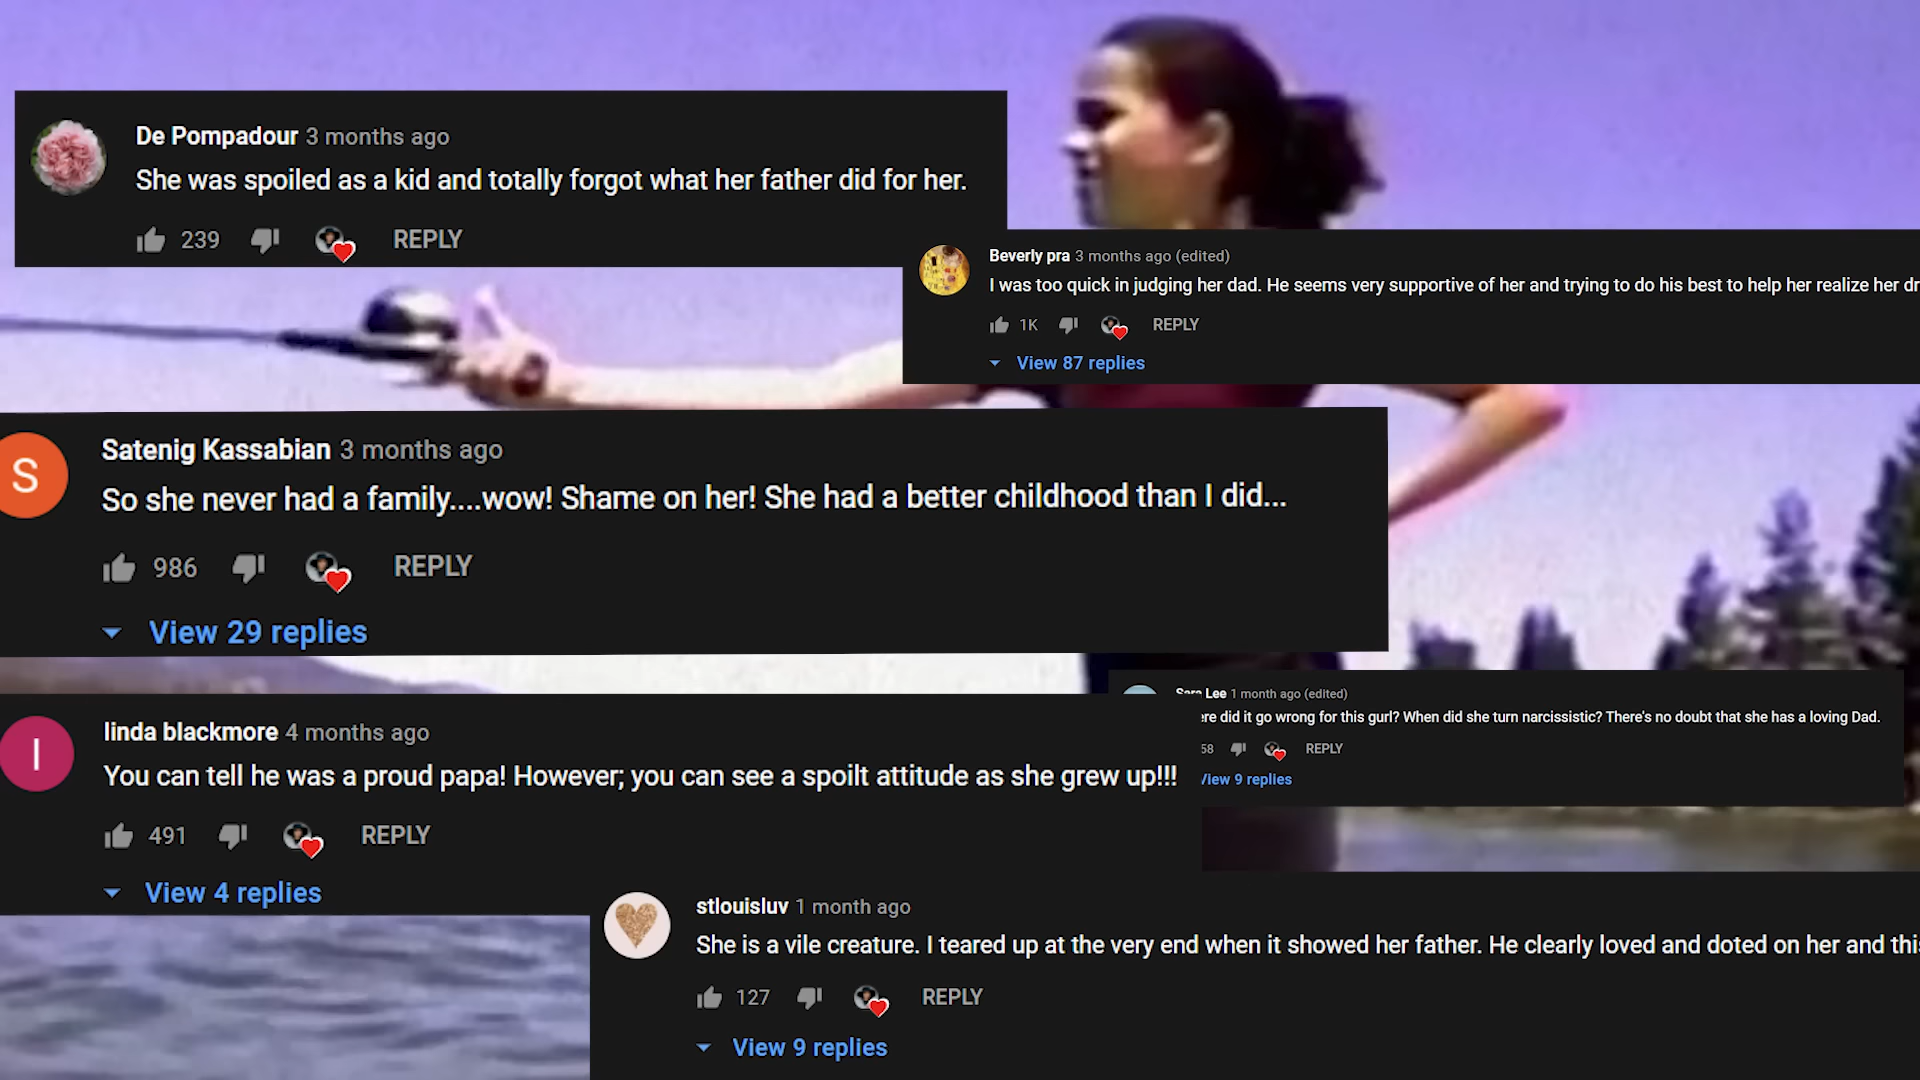 De Pompadour 3 months ago
She was spoiled as a kid and totally forgot what her father did for her.
239 REPLY
Beverly pra 3 months ago (edited)
I was too quick in judging her dad. He seems very supportive of her and trying to do his best to help her realize her dr
1K REPLY
View 87 replies
S
Satenig Kassabian 3 months ago
So she never had a family....wow! Shame on her! She had a better childhood than I did...
986 REPLY
View 29 replies
Sara Lee 1 month ago (edited)
ere did it go wrong for this gurl? When did she turn narcissistic? There's no doubt that she has a loving Dad.
58 REPLY
View 9 replies
l
linda blackmore 4 months ago
You can tell he was a proud papa! However; you can see a spoilt attitude as she grew up!!!
491 REPLY
View 4 replies
stlouisluv 1 month ago
She is a vile creature. I teared up at the very end when it showed her father. He clearly loved and doted on her and this
127 REPLY
View 9 replies